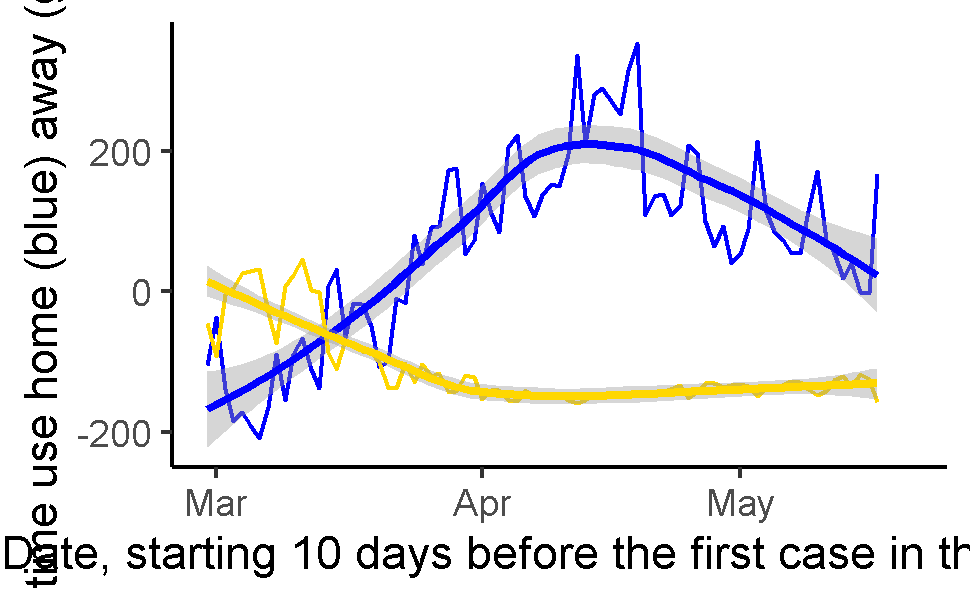 time use home (blue) away (
200
0
-200
Mar Apr May
Date, starting 10 days before the first case in th